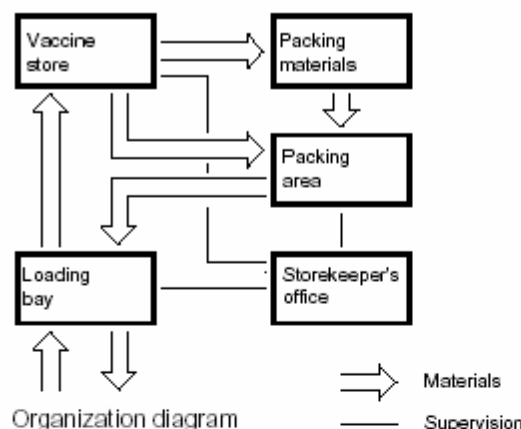 Vaccine
store
Packing
materials
Packing
area
Loading
bay
Storekeeper's
office
Materials
Organization diagram
Supervision